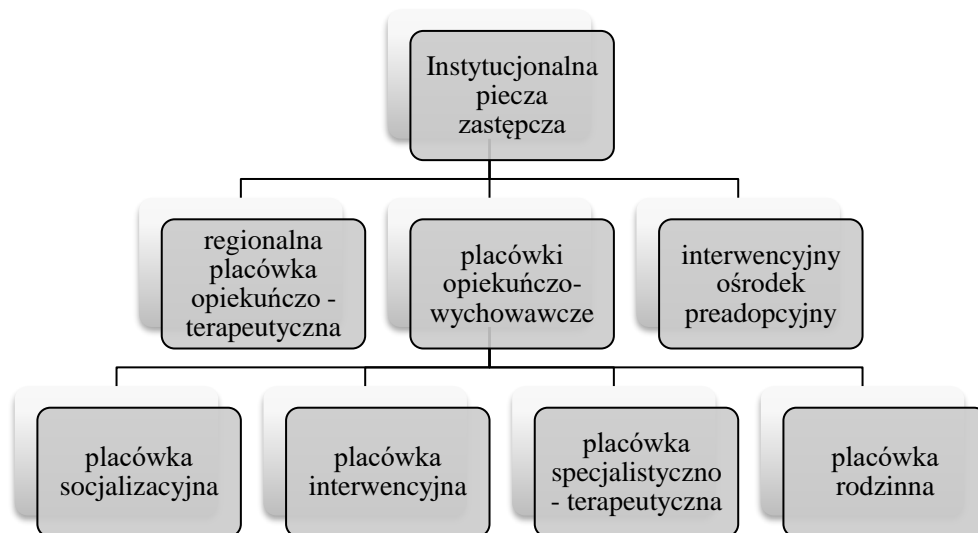 Instytucjonalna
piecza
zastępcza
regionalna
placówka
opiekuńczo -
terapeutyczna
placówki
opiekuńczo-
wychowawcze
interwencyjny
ośrodek
preadopcyjny
placówka
socjalizacyjna
placówka
interwencyjna
placówka
specjalistyczno
- terapeutyczna
placówka
rodzinna